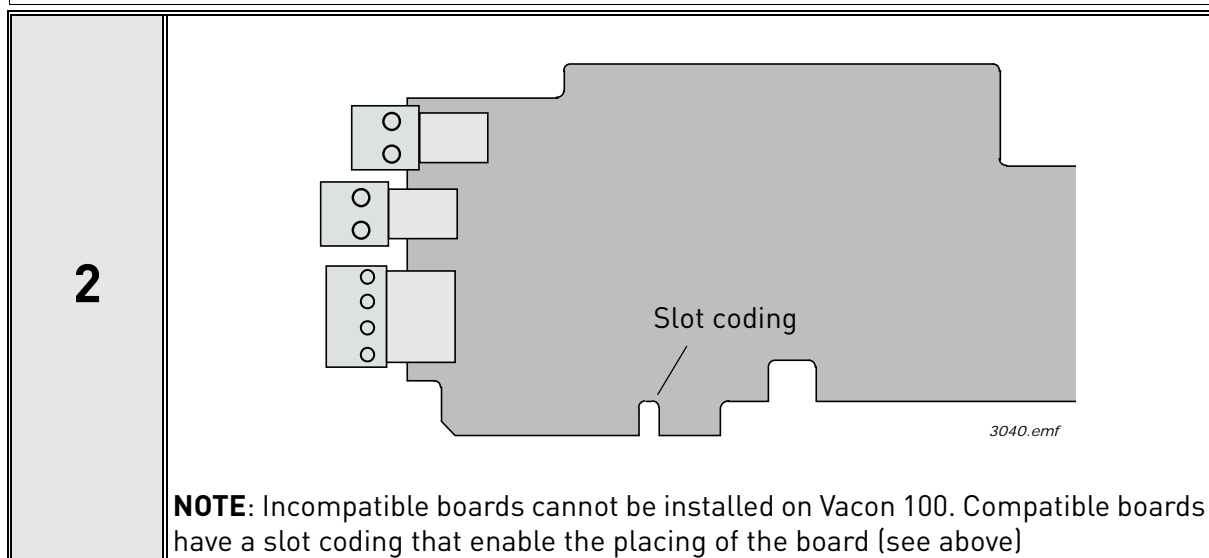 2
Slot coding
3040.emf
NOTE: Incompatible boards cannot be installed on Vacon 100. Compatible boards
have a slot coding that enable the placing of the board (see above)